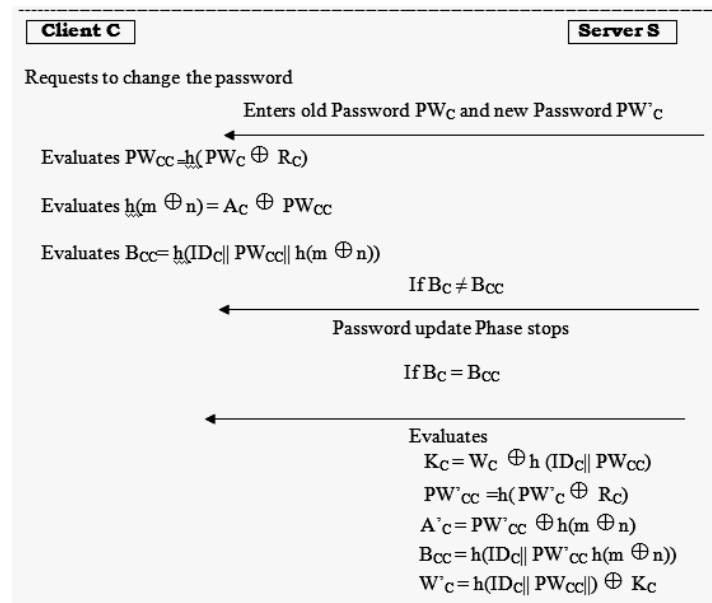 Client C
Server S
Requests to change the password
Enters old Password PWC and new Password PW'C
Evaluates PWCC=h( PWC ⊕ RC)
Evaluates h(m ⊕ n) = AC ⊕ PWCC
Evaluates BCC= h(IDC|| PWCC|| h(m ⊕ n))
If BC ≠ BCC
Password update Phase stops
If BC = BCC
Evaluates
KC = WC ⊕ h (IDC|| PWCC)
PW'CC =h( PW'C ⊕ RC)
A'C = PW'CC ⊕ h(m ⊕ n)
BCC = h(IDC|| PW'CC h(m ⊕ n))
W'C = h(IDC|| PWCC||) ⊕ KC